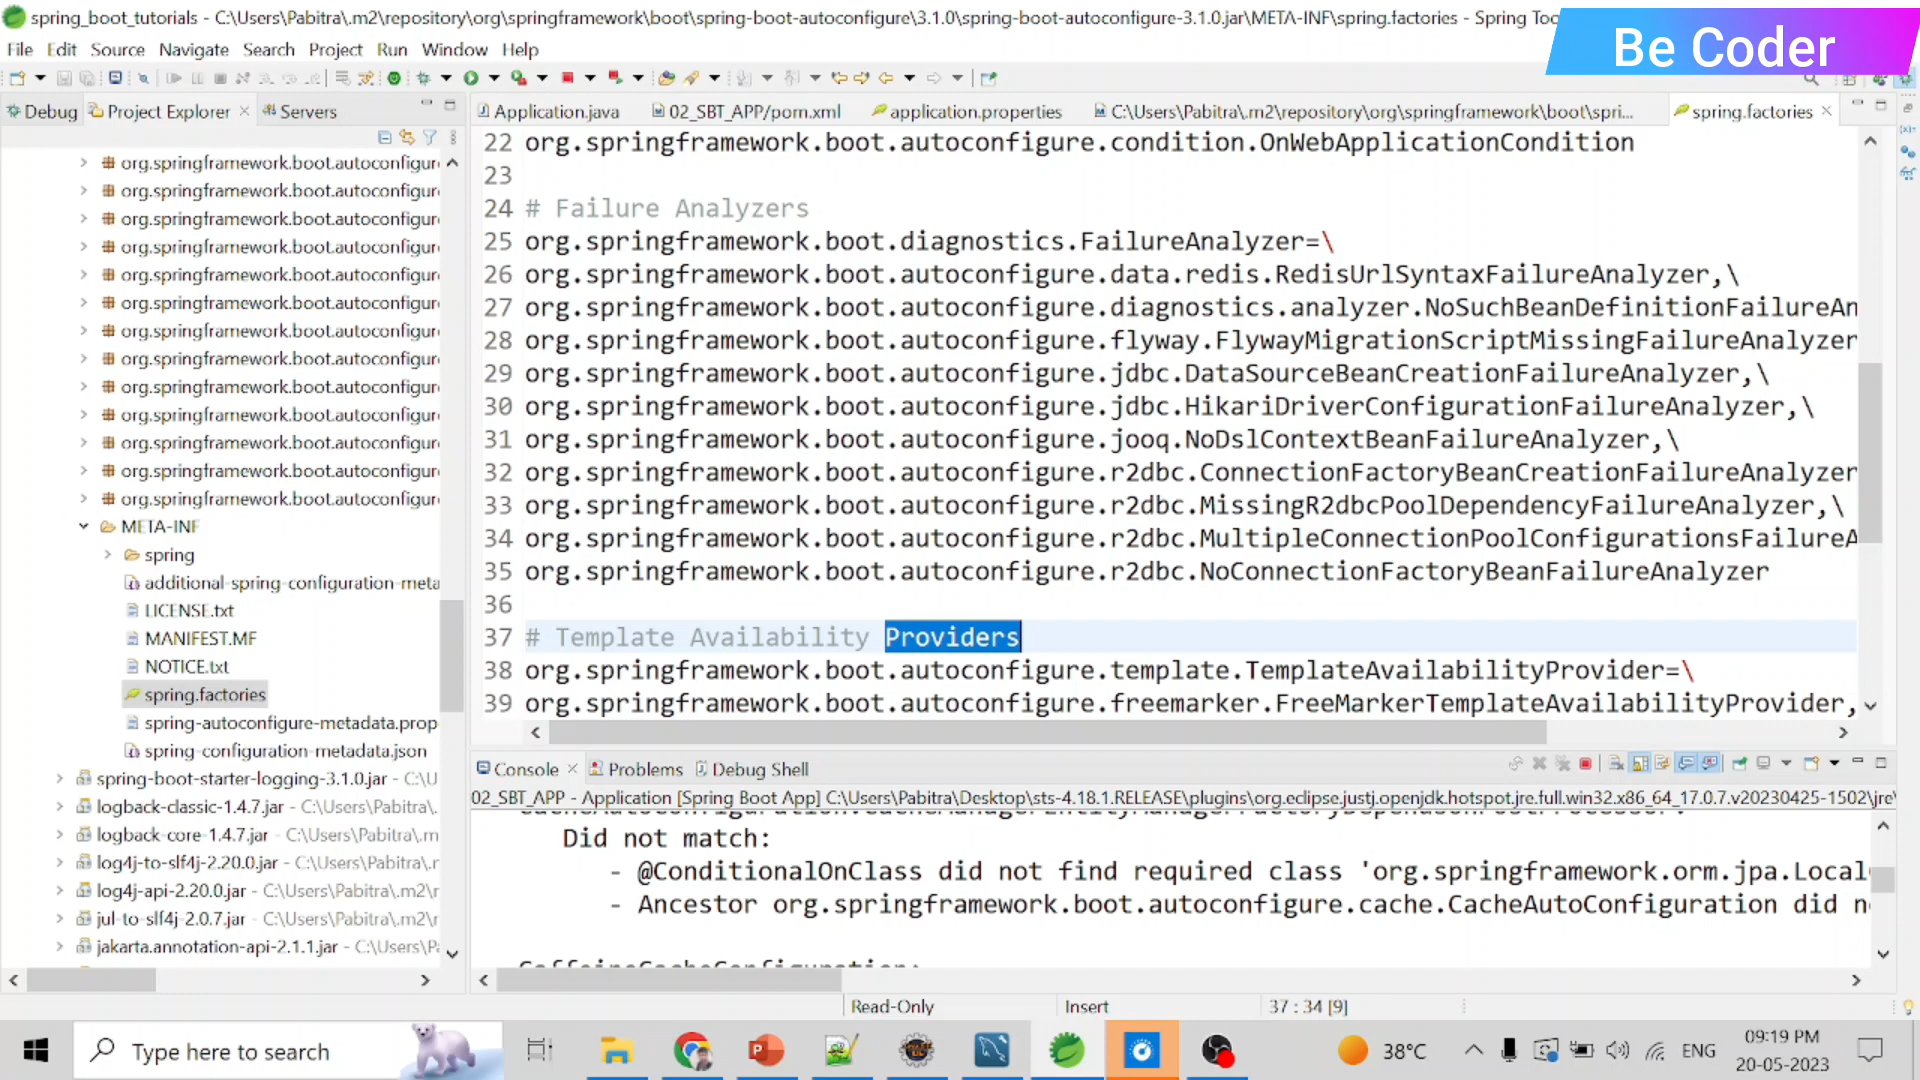 spring_boot_tutorials - C:\Users\Pabitra\.m2\repository\org\springframework\boot\spring-boot-autoconfigure\3.1.0\spring-boot-autoconfigure-3.1.0.jar\META-INF\spring.factories - Spring Too
Be Coder
File Edit Source Navigate Search Project Run Window Help
Debug Project Explorer Servers
Application.java 02_SBT_APP/pom.xml application.properties C:\Users\Pabitra\.m2\repository\org\springframework\boot\spri... spring.factories
org.springframework.boot.autoconfigure
org.springframework.boot.autoconfigure
org.springframework.boot.autoconfigure
org.springframework.boot.autoconfigure
org.springframework.boot.autoconfigure
org.springframework.boot.autoconfigure
org.springframework.boot.autoconfigure
org.springframework.boot.autoconfigure
org.springframework.boot.autoconfigure
org.springframework.boot.autoconfigure
org.springframework.boot.autoconfigure
org.springframework.boot.autoconfigure
org.springframework.boot.autoconfigure
META-INF
spring
additional-spring-configuration-meta
LICENSE.txt
MANIFEST.MF
NOTICE.txt
spring.factories
spring-autoconfigure-metadata.prop
spring-configuration-metadata.json
spring-boot-starter-logging-3.1.0.jar - C:\U
logback-classic-1.4.7.jar - C:\Users\Pabitra\.
logback-core-1.4.7.jar - C:\Users\Pabitra\.m
log4j-to-slf4j-2.20.0.jar - C:\Users\Pabitra\.r
log4j-api-2.20.0.jar - C:\Users\Pabitra\.m2\r
jul-to-slf4j-2.0.7.jar - C:\Users\Pabitra\.m2\r
jakarta.annotation-api-2.1.1.jar - C:\Users\Pa
22 org.springframework.boot.autoconfigure.condition.OnWebApplicationCondition
23
24 # Failure Analyzers
25 org.springframework.boot.diagnostics.FailureAnalyzer=\
26 org.springframework.boot.autoconfigure.data.redis.RedisUrlSyntaxFailureAnalyzer,\
27 org.springframework.boot.autoconfigure.diagnostics.analyzer.NoSuchBeanDefinitionFailureAn
28 org.springframework.boot.autoconfigure.flyway.FlywayMigrationScriptMissingFailureAnalyzer
29 org.springframework.boot.autoconfigure.jdbc.DataSourceBeanCreationFailureAnalyzer,\
30 org.springframework.boot.autoconfigure.jdbc.HikariDriverConfigurationFailureAnalyzer,\
31 org.springframework.boot.autoconfigure.jooq.NoDslContextBeanFailureAnalyzer,\
32 org.springframework.boot.autoconfigure.r2dbc.ConnectionFactoryBeanCreationFailureAnalyzer
33 org.springframework.boot.autoconfigure.r2dbc.MissingR2dbcPoolDependencyFailureAnalyzer,\
34 org.springframework.boot.autoconfigure.r2dbc.MultipleConnectionPoolConfigurationsFailureA
35 org.springframework.boot.autoconfigure.r2dbc.NoConnectionFactoryBeanFailureAnalyzer
36
37 # Template Availability Providers
38 org.springframework.boot.autoconfigure.template.TemplateAvailabilityProvider=\
39 org.springframework.boot.autoconfigure.freemarker.FreeMarkerTemplateAvailabilityProvider,
Console Problems Debug Shell
02_SBT_APP - Application [Spring Boot App] C:\Users\Pabitra\Desktop\sts-4.18.1.RELEASE\plugins\org.eclipse.justj.openjdk.hotspot.jre.full.win32.x86_64_17.0.7.v20230425-1502\jre\
Did not match:
- @ConditionalOnClass did not find required class 'org.springframework.orm.jpa.Local
- Ancestor org.springframework.boot.autoconfigure.cache.CacheAutoConfiguration did n
Read-Only Insert 37 : 34 [9]
Type here to search
38°C ENG 09:19 PM
20-05-2023